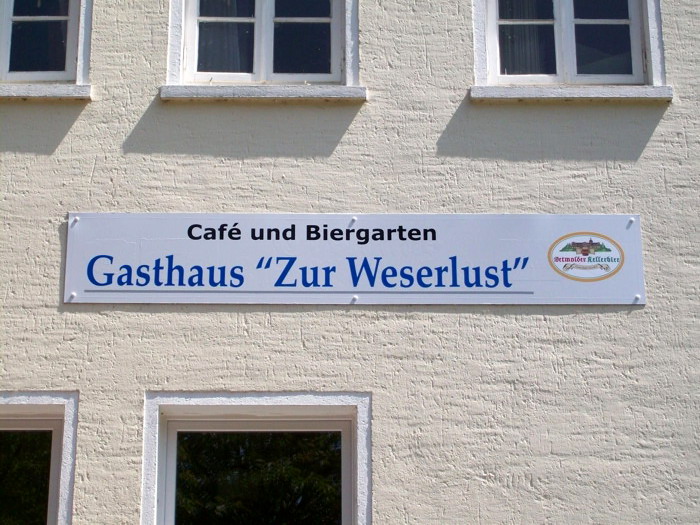 Café und Biergarten
Gasthaus “Zur Weserlust”
Detmolder Kellerbier